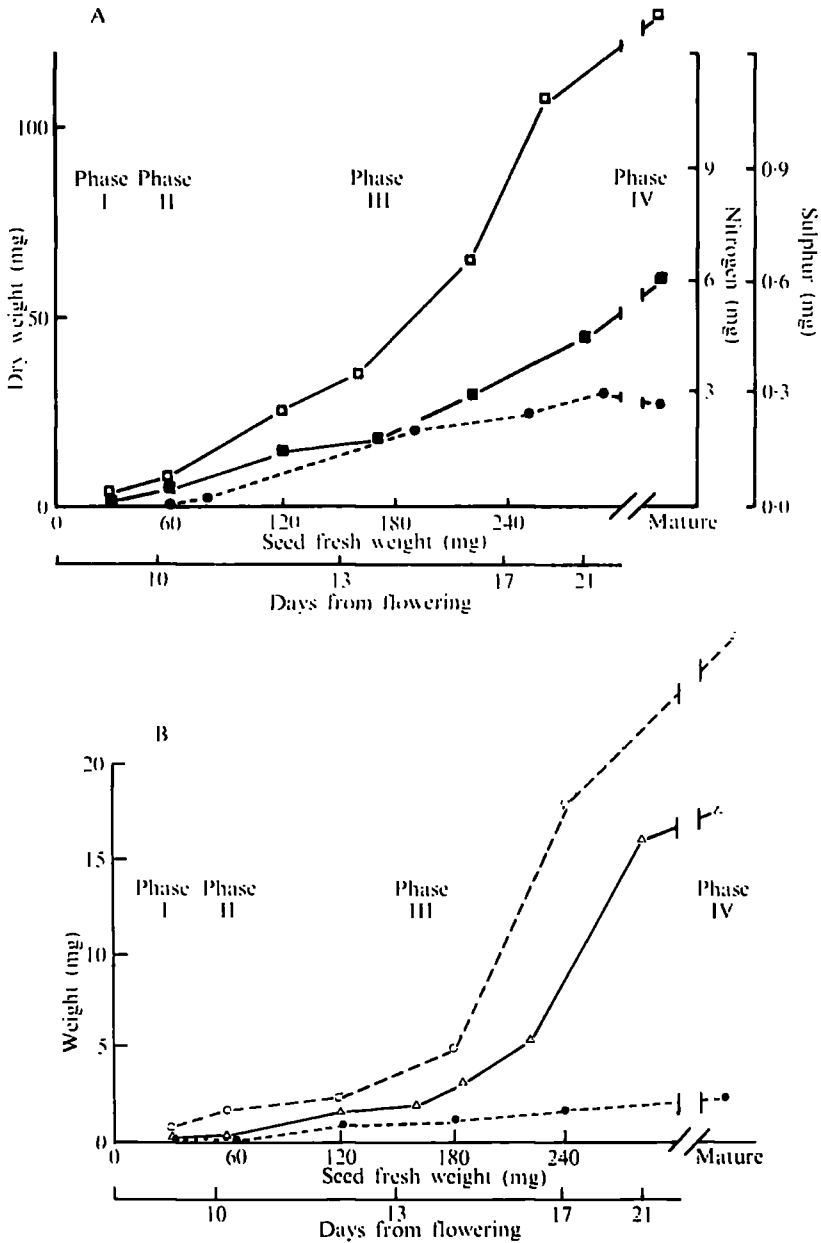 A
100
50
0
Dry weight (mg)
Phase I
Phase II
Phase III
Phase IV
9
6
3
Nitrogen (mg)
0·9
0·6
0·3
0·0
Sulphur (mg)
0
60
120
180
240
Mature
Seed fresh weight (mg)
10
13
17
21
Days from flowering
B
20
15
10
5
0
Weight (mg)
Phase I
Phase II
Phase III
Phase IV
0
60
120
180
240
Mature
Seed fresh weight (mg)
10
13
17
21
Days from flowering